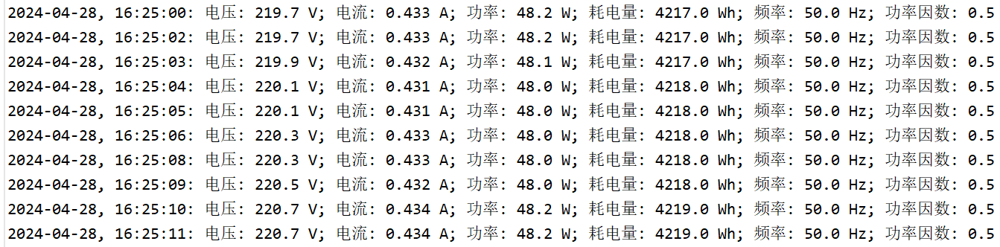 2024-04-28, 16:25:00: 电压: 219.7 V; 电流: 0.433 A; 功率: 48.2 W; 耗电量: 4217.0 Wh; 频率: 50.0 Hz; 功率因数: 0.5
2024-04-28, 16:25:02: 电压: 219.7 V; 电流: 0.433 A; 功率: 48.2 W; 耗电量: 4217.0 Wh; 频率: 50.0 Hz; 功率因数: 0.5
2024-04-28, 16:25:03: 电压: 219.9 V; 电流: 0.432 A; 功率: 48.1 W; 耗电量: 4217.0 Wh; 频率: 50.0 Hz; 功率因数: 0.5
2024-04-28, 16:25:04: 电压: 220.1 V; 电流: 0.431 A; 功率: 48.0 W; 耗电量: 4218.0 Wh; 频率: 50.0 Hz; 功率因数: 0.5
2024-04-28, 16:25:05: 电压: 220.1 V; 电流: 0.431 A; 功率: 48.0 W; 耗电量: 4218.0 Wh; 频率: 50.0 Hz; 功率因数: 0.5
2024-04-28, 16:25:06: 电压: 220.3 V; 电流: 0.433 A; 功率: 48.0 W; 耗电量: 4218.0 Wh; 频率: 50.0 Hz; 功率因数: 0.5
2024-04-28, 16:25:08: 电压: 220.3 V; 电流: 0.433 A; 功率: 48.0 W; 耗电量: 4218.0 Wh; 频率: 50.0 Hz; 功率因数: 0.5
2024-04-28, 16:25:09: 电压: 220.5 V; 电流: 0.432 A; 功率: 48.0 W; 耗电量: 4218.0 Wh; 频率: 50.0 Hz; 功率因数: 0.5
2024-04-28, 16:25:10: 电压: 220.7 V; 电流: 0.434 A; 功率: 48.2 W; 耗电量: 4219.0 Wh; 频率: 50.0 Hz; 功率因数: 0.5
2024-04-28, 16:25:11: 电压: 220.7 V; 电流: 0.434 A; 功率: 48.2 W; 耗电量: 4219.0 Wh; 频率: 50.0 Hz; 功率因数: 0.5